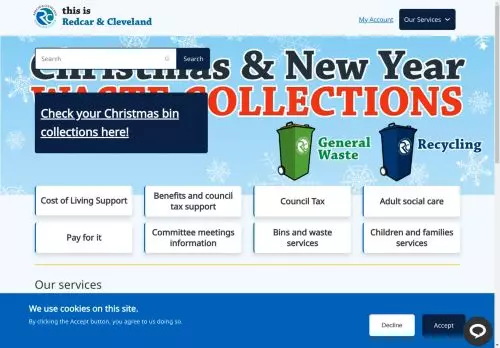 this is
Redcar & Cleveland
My Account
Our Services
Search
Search
Christmas & New Year
WASTE COLLECTIONS
Check your Christmas bin
collections here!
General
Waste
Recycling
Cost of Living Support
Benefits and council
tax support
Council Tax
Adult social care
Pay for it
Committee meetings
information
Bins and waste
services
Children and families
services
Our services
We use cookies on this site.
By clicking the Accept button, you agree to us doing so.
Decline
Accept